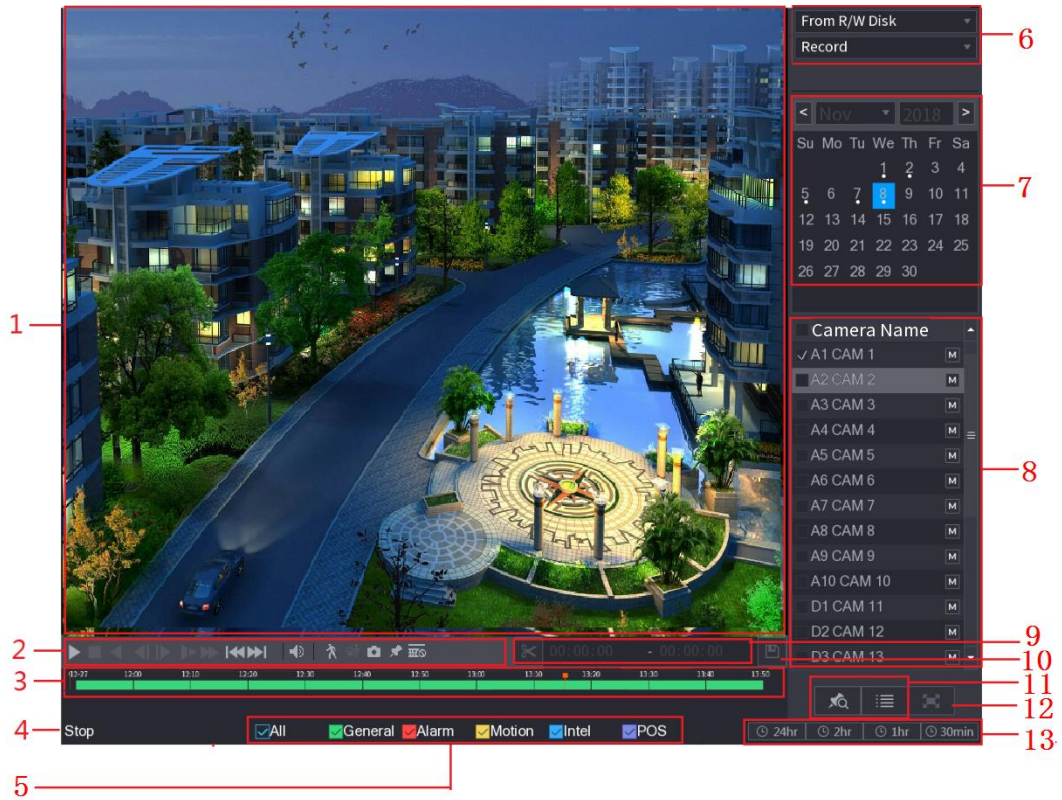 From R/W Disk
Record
6
< Nov 2018 >
Su Mo Tu We Th Fr Sa
1 2 3 4
5 6 7 8 9 10 11
12 13 14 15 16 17 18
19 20 21 22 23 24 25
26 27 28 29 30
7
1
Camera Name
A1 CAM 1 M
A2 CAM 2 M
A3 CAM 3 M
A4 CAM 4 M
A5 CAM 5 M
A6 CAM 6 M
A7 CAM 7 M
A8 CAM 8 M
A9 CAM 9 M
A10 CAM 10 M
D1 CAM 11 M
D2 CAM 12 M
D3 CAM 13 M
8
2
00:00:00 - 00:00:00
9
10
3
12:00 12:10 12:20 12:30 12:40 12:50 13:00 13:10 13:20 13:30 13:40 13:50
11
12
4
Stop
All General Alarm Motion Intel POS
24hr 2hr 1hr 30min
13
5